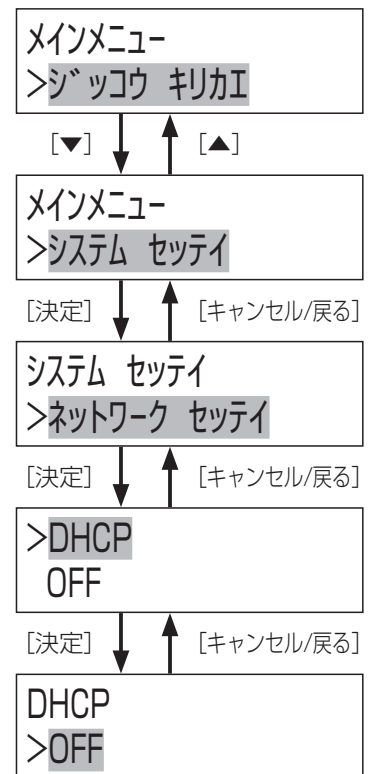 メインメニュー
>ジッコウ キリカエ
[▼] [▲]
メインメニュー
>システム セッテイ
[決定] [キャンセル/戻る]
システム セッテイ
>ネットワーク セッテイ
[決定] [キャンセル/戻る]
>DHCP
OFF
[決定] [キャンセル/戻る]
DHCP
>OFF